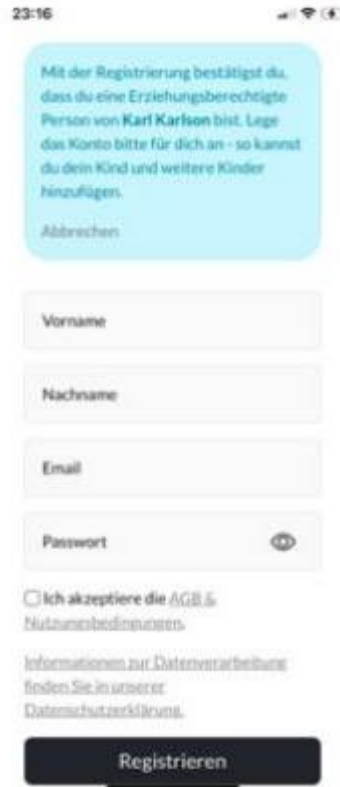 23:16
Mit der Registrierung bestätigst du,
dass du eine Erziehungsberechtigte
Person von Karl Karlson bist. Lege
das Konto bitte für dich an - so kannst
du dein Kind und weitere Kinder
hinzufügen.
Abbrechen
Vorname
Nachname
Email
Passwort
Ich akzeptiere die AGB &
Nutzungsbedingungen.
Informationen zur Datenverarbeitung
finden Sie in unserer
Datenschutzerklärung.
Registrieren